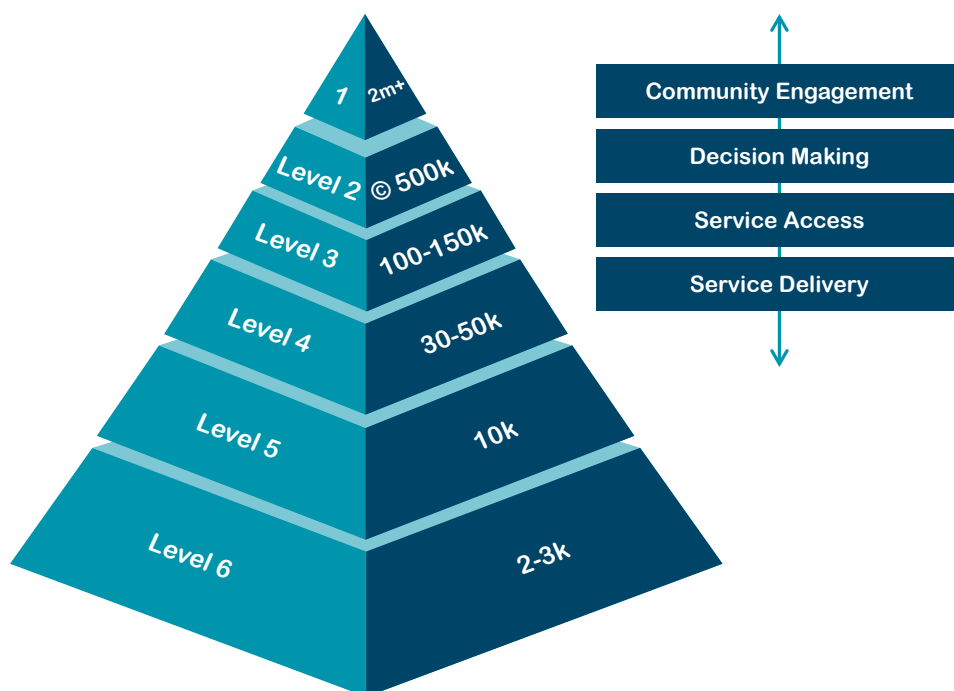 1
2m+
Level 2
© 500k
Level 3
100-150k
Level 4
30-50k
Level 5
10k
Level 6
2-3k
Community Engagement
Decision Making
Service Access
Service Delivery